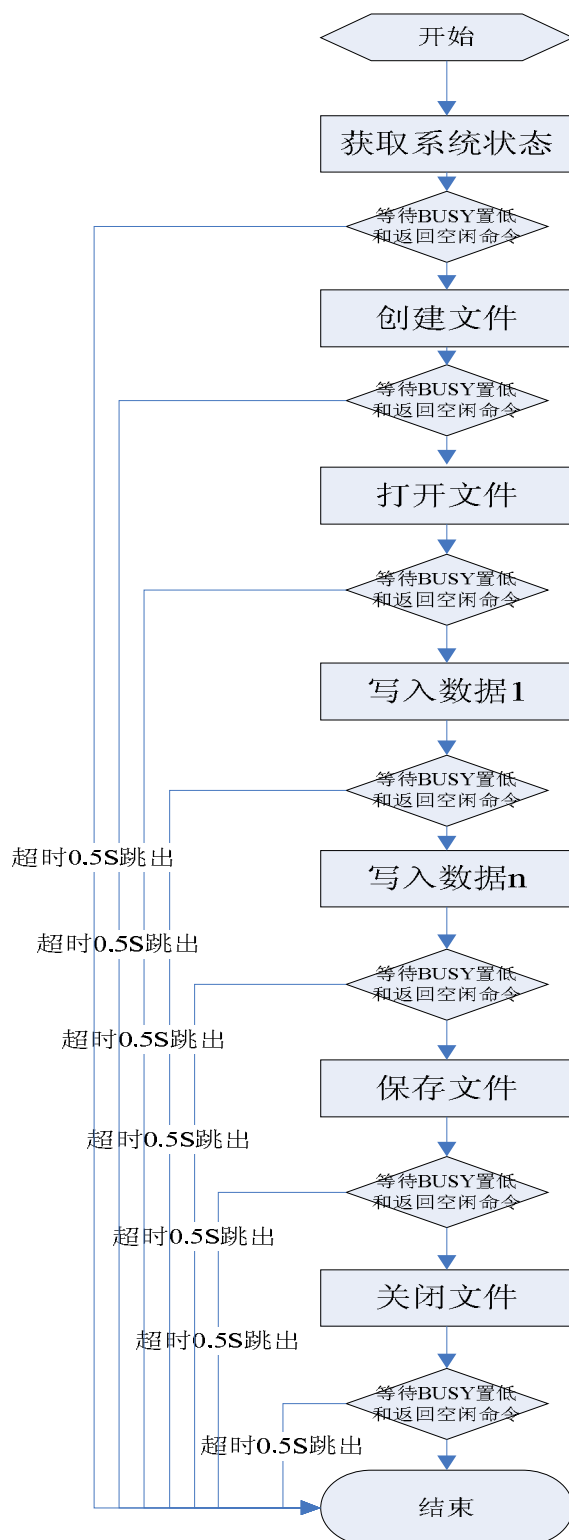 开始
获取系统状态
等待BUSY置低
和返回空闲命令
创建文件
等待BUSY置低
和返回空闲命令
打开文件
等待BUSY置低
和返回空闲命令
写入数据1
等待BUSY置低
和返回空闲命令
超时0.5S跳出
写入数据n
超时0.5S跳出
等待BUSY置低
和返回空闲命令
超时0.5S跳出
保存文件
超时0.5S跳出
等待BUSY置低
和返回空闲命令
超时0.5S跳出
关闭文件
超时0.5S跳出
等待BUSY置低
和返回空闲命令
超时0.5S跳出
结束